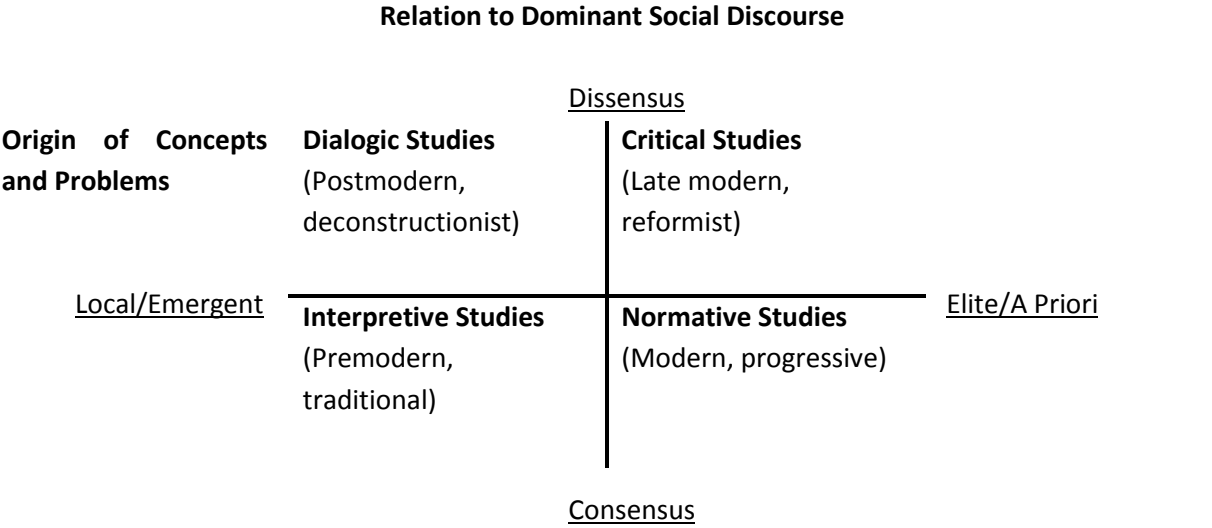 Relation to Dominant Social Discourse
Dissensus
Origin of Concepts
and Problems
Dialogic Studies
(Postmodern,
deconstructionist)
Critical Studies
(Late modern,
reformist)
Local/Emergent
Elite/A Priori
Interpretive Studies
(Premodern,
traditional)
Normative Studies
(Modern, progressive)
Consensus